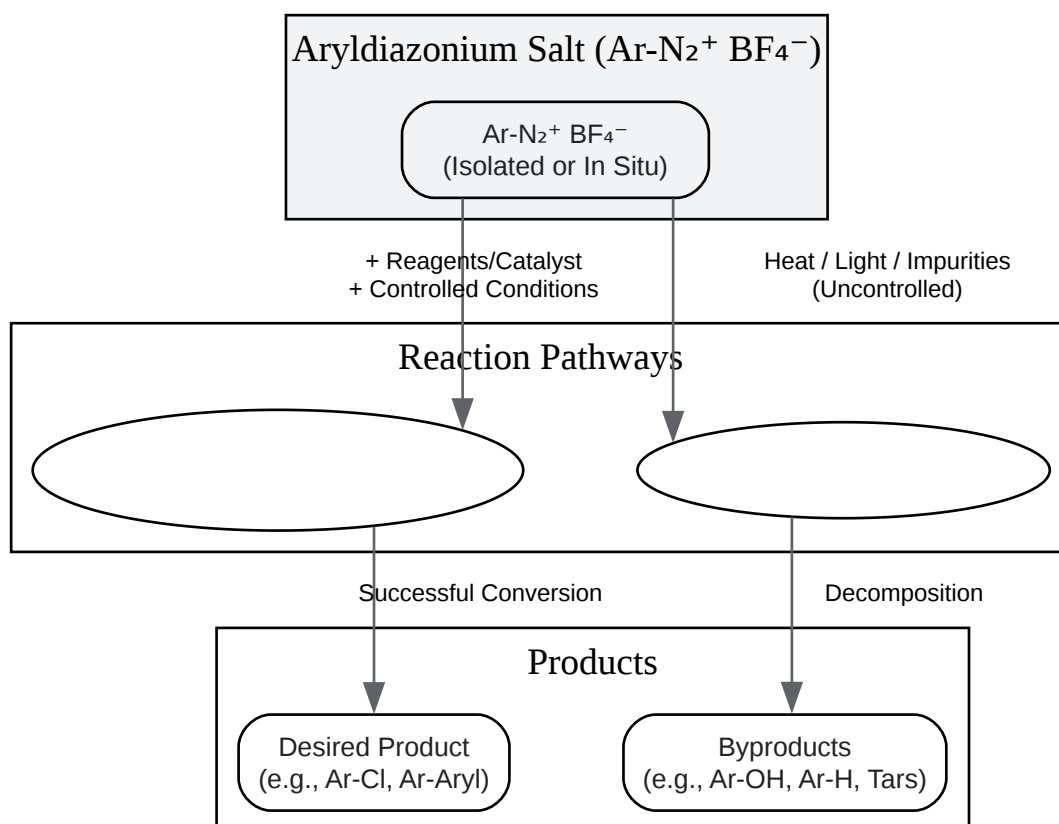 Aryldiazonium Salt (Ar-N₂⁺ BF₄⁻)
Ar-N₂⁺ BF₄⁻
(Isolated or In Situ)
+ Reagents/Catalyst
+ Controlled Conditions
Heat / Light / Impurities
(Uncontrolled)
Reaction Pathways
Successful Conversion
Decomposition
Products
Desired Product
(e.g., Ar-Cl, Ar-Aryl)
Byproducts
(e.g., Ar-OH, Ar-H, Tars)